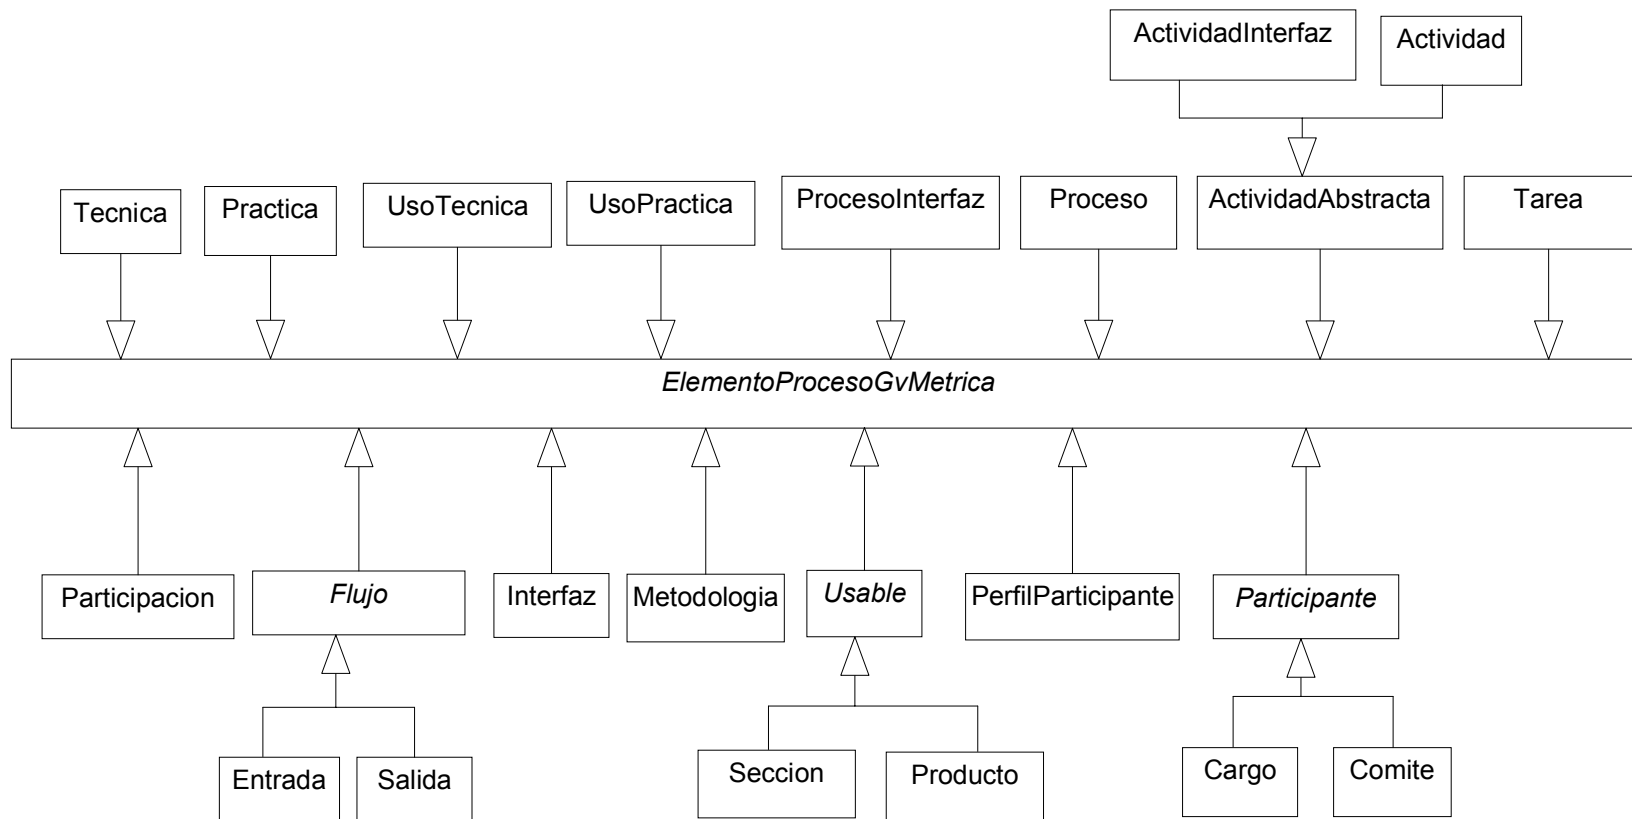 ActividadInterfaz
Actividad
Tecnica
Practica
UsoTecnica
UsoPractica
ProcesoInterfaz
Proceso
ActividadAbstracta
Tarea
ElementoProcesoGvMetrica
Participacion
Flujo
Interfaz
Metodologia
Usable
PerfilParticipante
Participante
Entrada
Salida
Seccion
Producto
Cargo
Comite